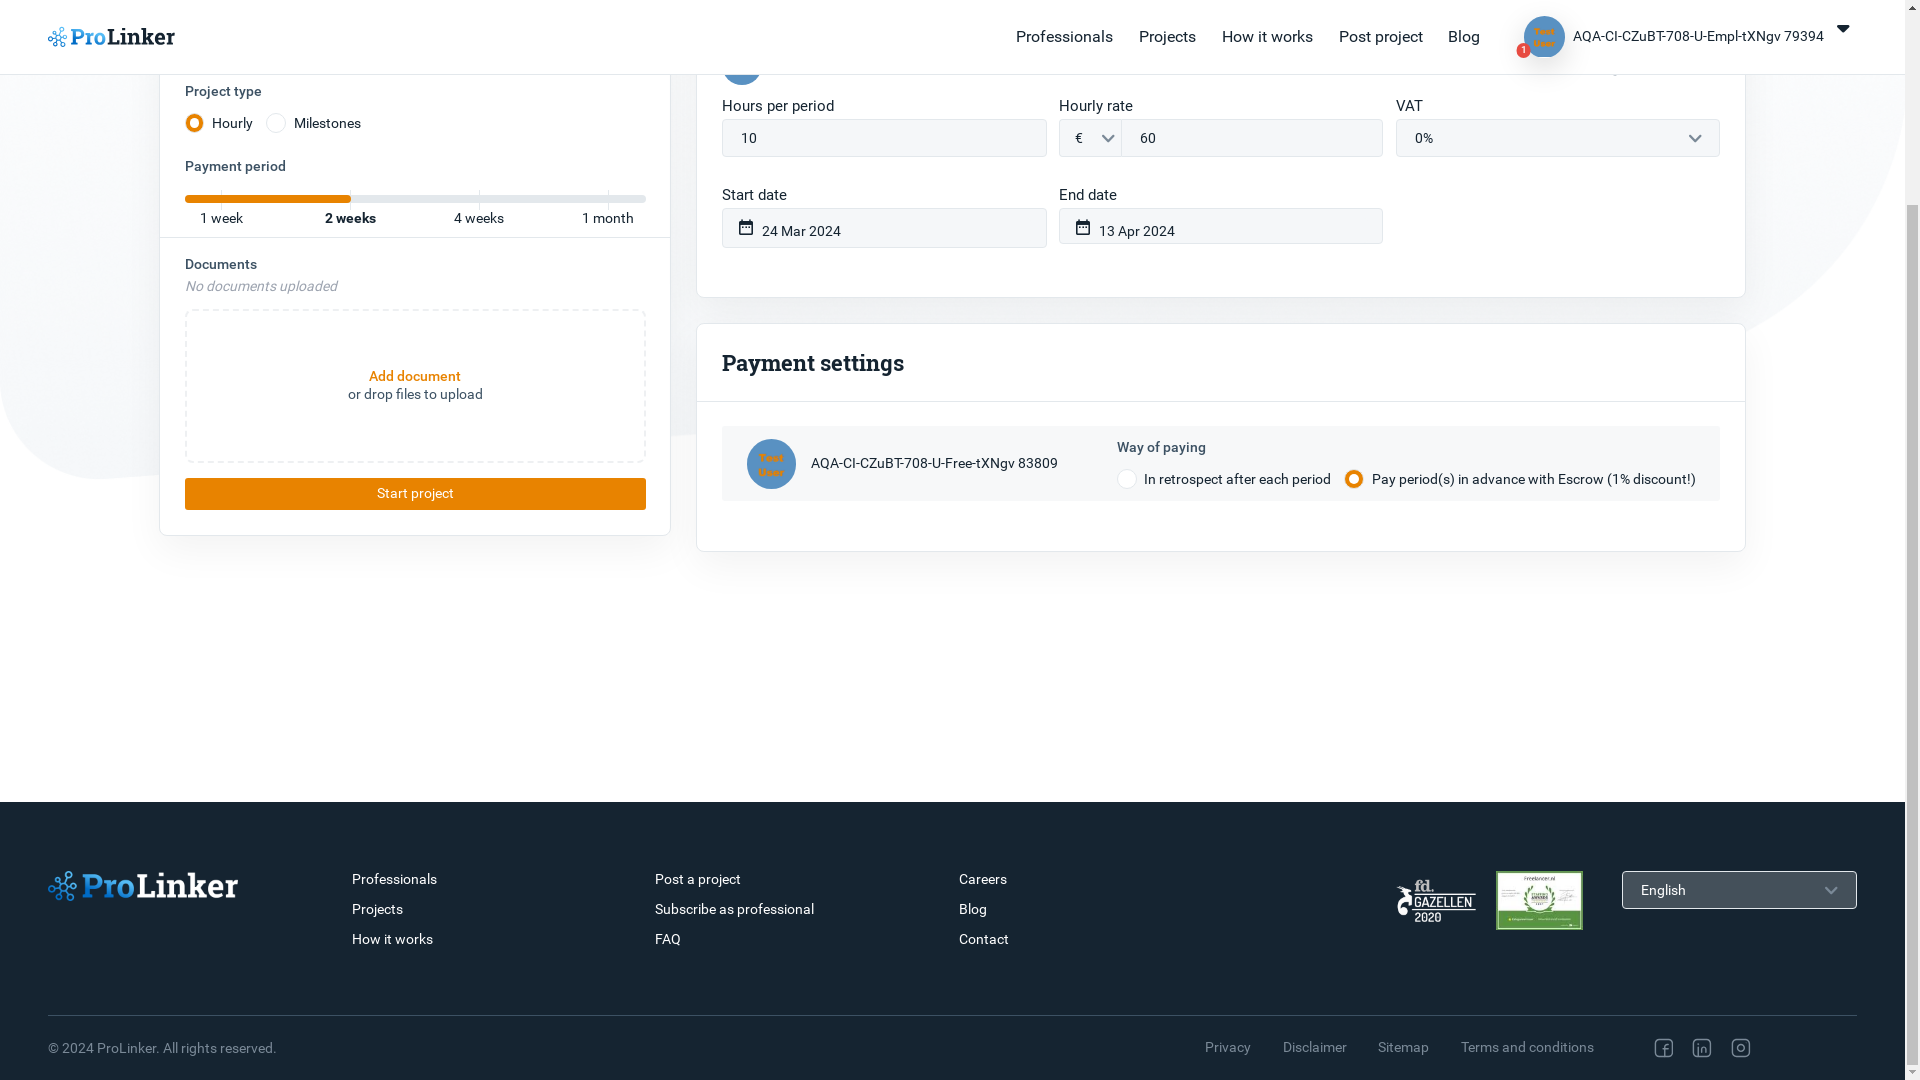 ProLinker
Professionals
Projects
How it works
Post project
Blog
Test
User
1
AQA-CI-CZuBT-708-U-Empl-tXNgv 79394
Project type
Hourly
Milestones
Payment period
1 week
2 weeks
4 weeks
1 month
Documents
No documents uploaded
Add document
or drop files to upload
Start project
Hours per period
Hourly rate
VAT
10
€
60
0%
Start date
End date
24 Mar 2024
13 Apr 2024
Payment settings
Test
User
AQA-CI-CZuBT-708-U-Free-tXNgv 83809
Way of paying
In retrospect after each period
Pay period(s) in advance with Escrow (1% discount!)
ProLinker
Professionals
Projects
How it works
Post a project
Subscribe as professional
FAQ
Careers
Blog
Contact
fd.
GAZELLEN
2020
Freelancer.nl
English
© 2024 ProLinker. All rights reserved.
Privacy
Disclaimer
Sitemap
Terms and conditions